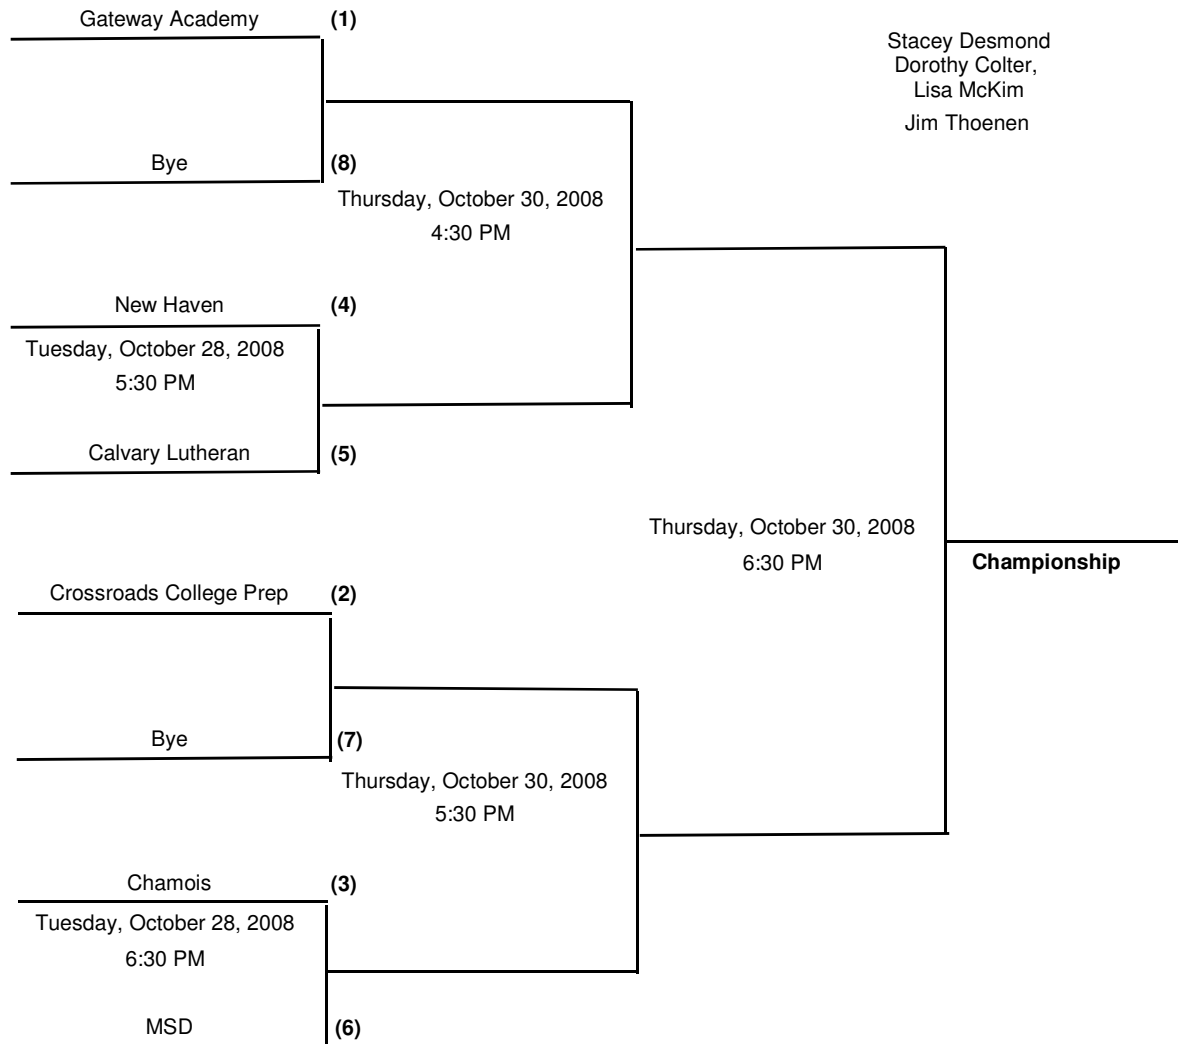 Gateway Academy (1)
Stacey Desmond
Dorothy Colter,
Lisa McKim
Jim Thoenen
Bye (8)
Thursday, October 30, 2008
4:30 PM
New Haven (4)
Tuesday, October 28, 2008
5:30 PM
Calvary Lutheran (5)
Thursday, October 30, 2008
6:30 PM
Championship
Crossroads College Prep (2)
Bye (7)
Thursday, October 30, 2008
5:30 PM
Chamois (3)
Tuesday, October 28, 2008
6:30 PM
MSD (6)